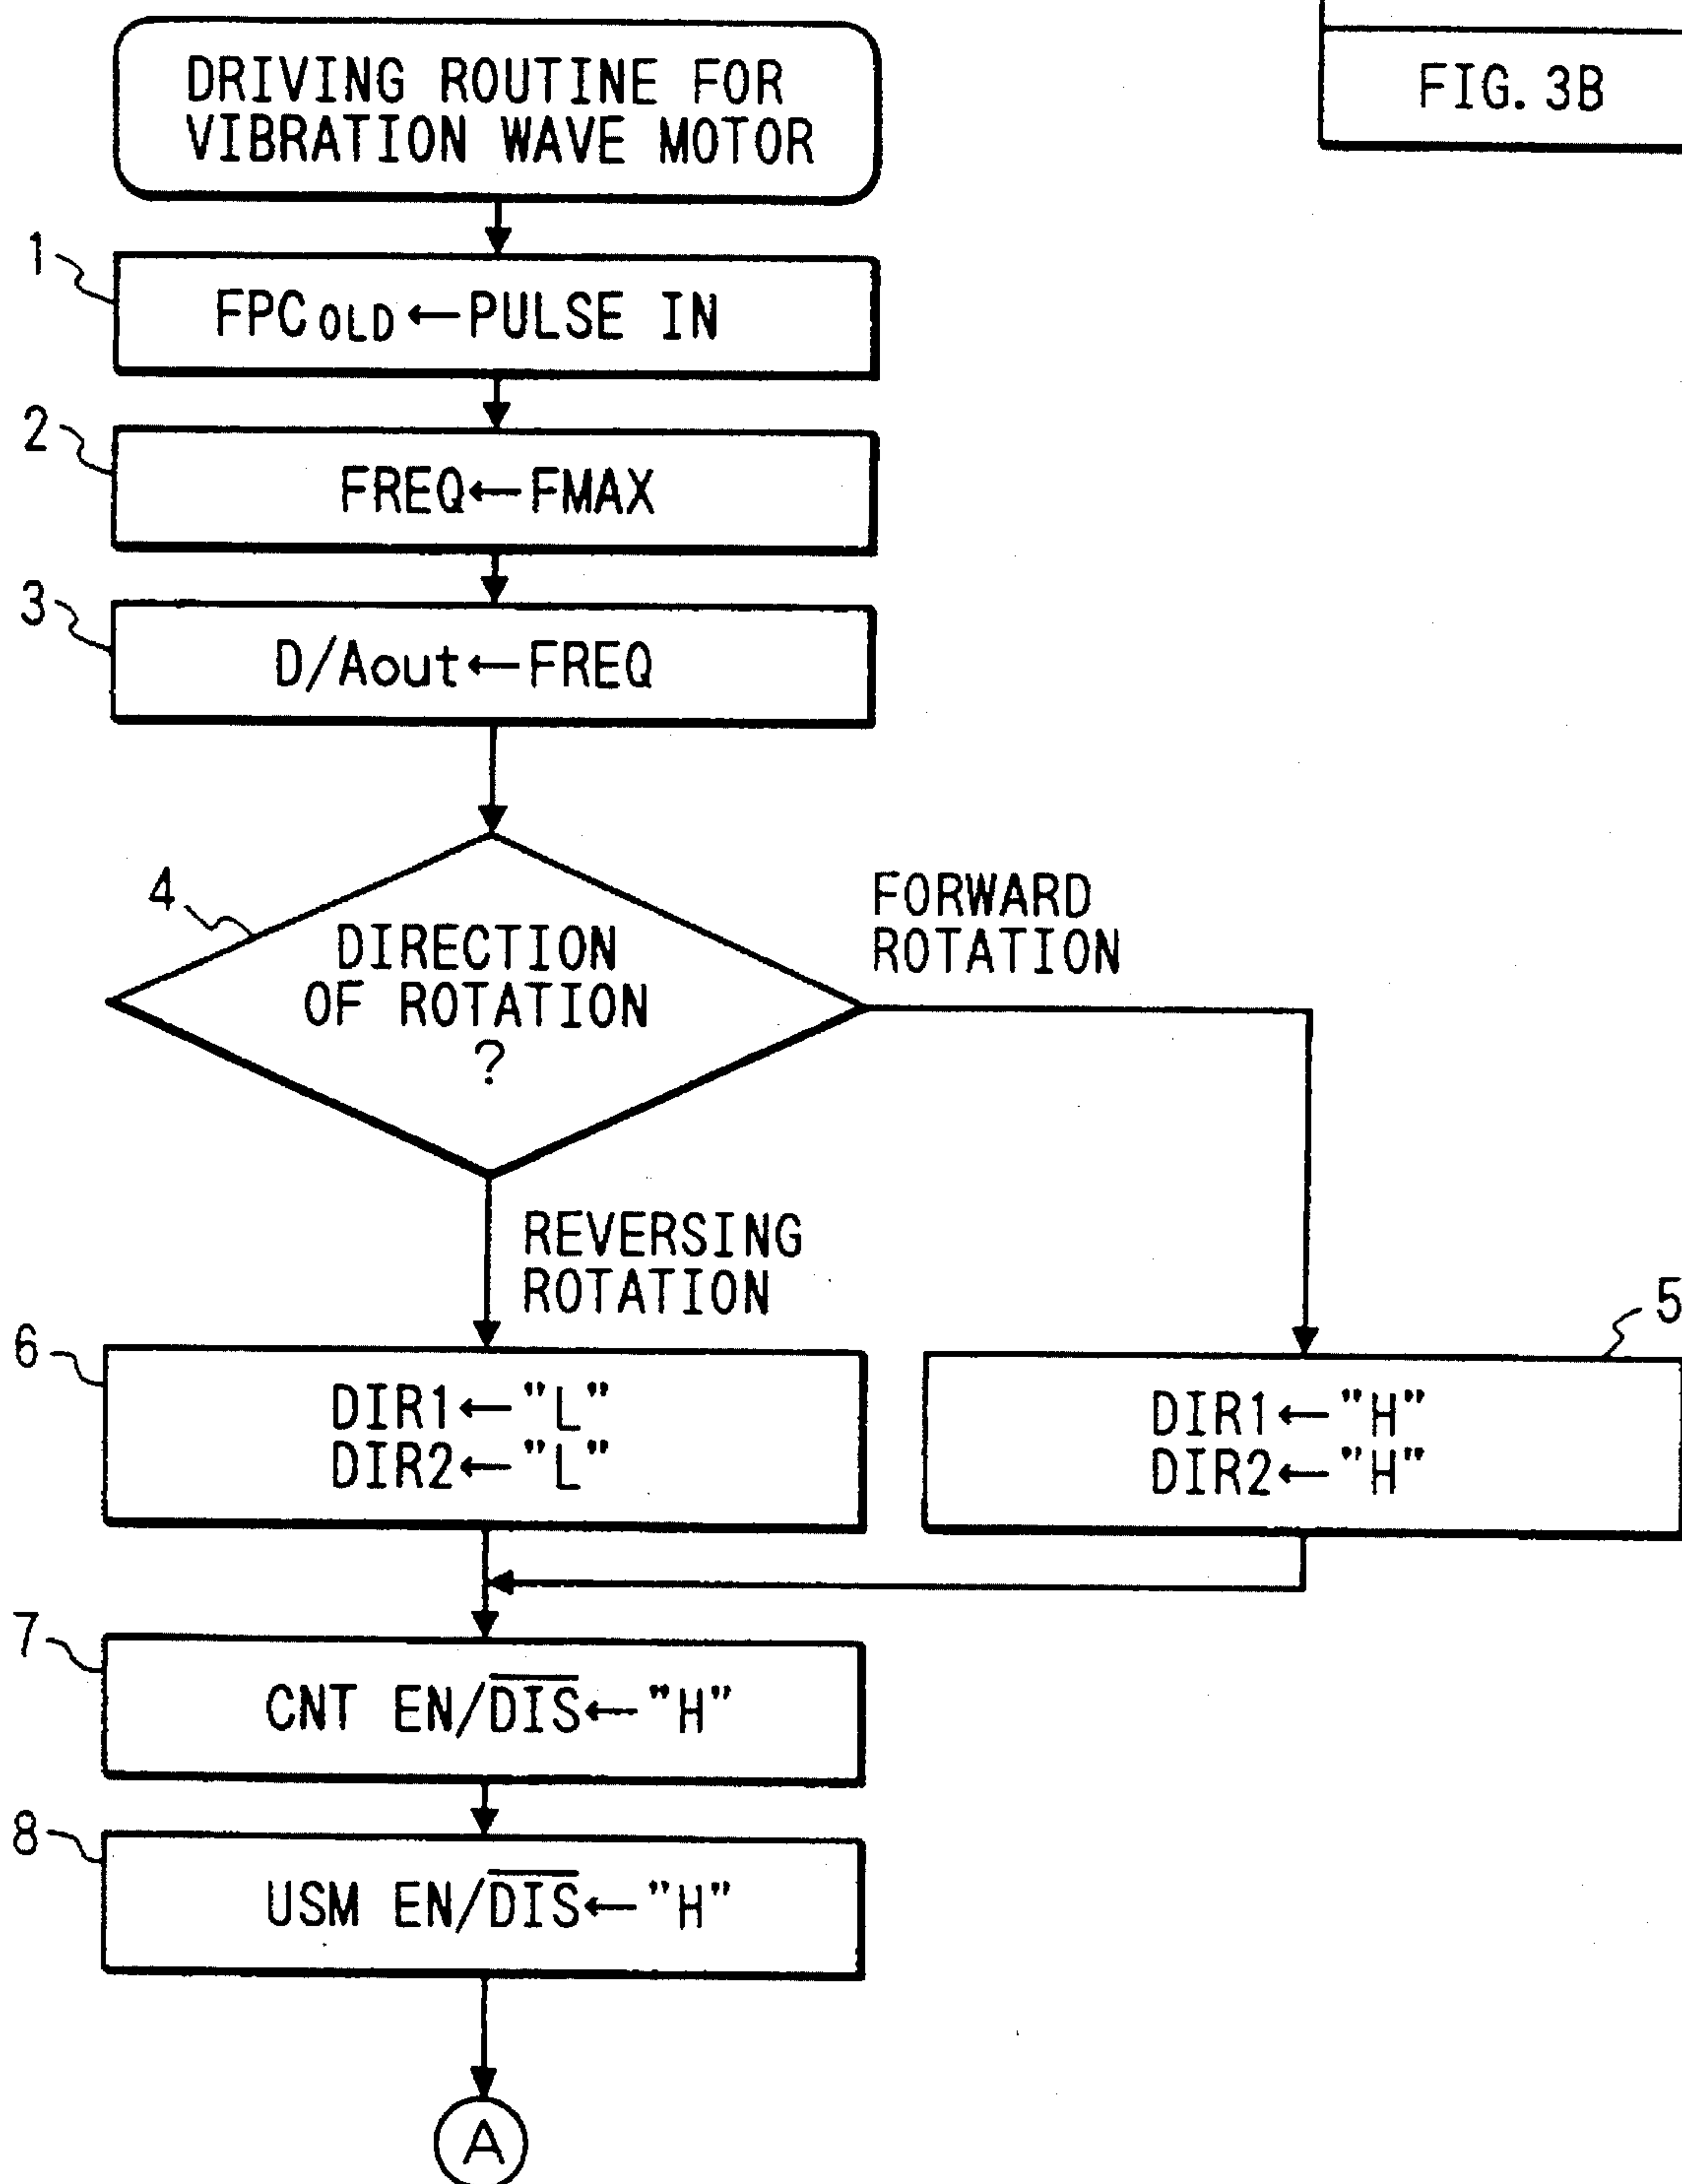 FIG. 3B
DRIVING ROUTINE FOR
VIBRATION WAVE MOTOR
1
FPCOLD←PULSE IN
2
FREQ←FMAX
3
D/Aout←FREQ
4
DIRECTION
OF ROTATION
?
FORWARD
ROTATION
REVERSING
ROTATION
6
DIR1←"L"
DIR2←"L"
5
DIR1←"H"
DIR2←"H"
7
CNT EN/D̅I̅S̅←"H"
8
USM EN/D̅I̅S̅←"H"
A